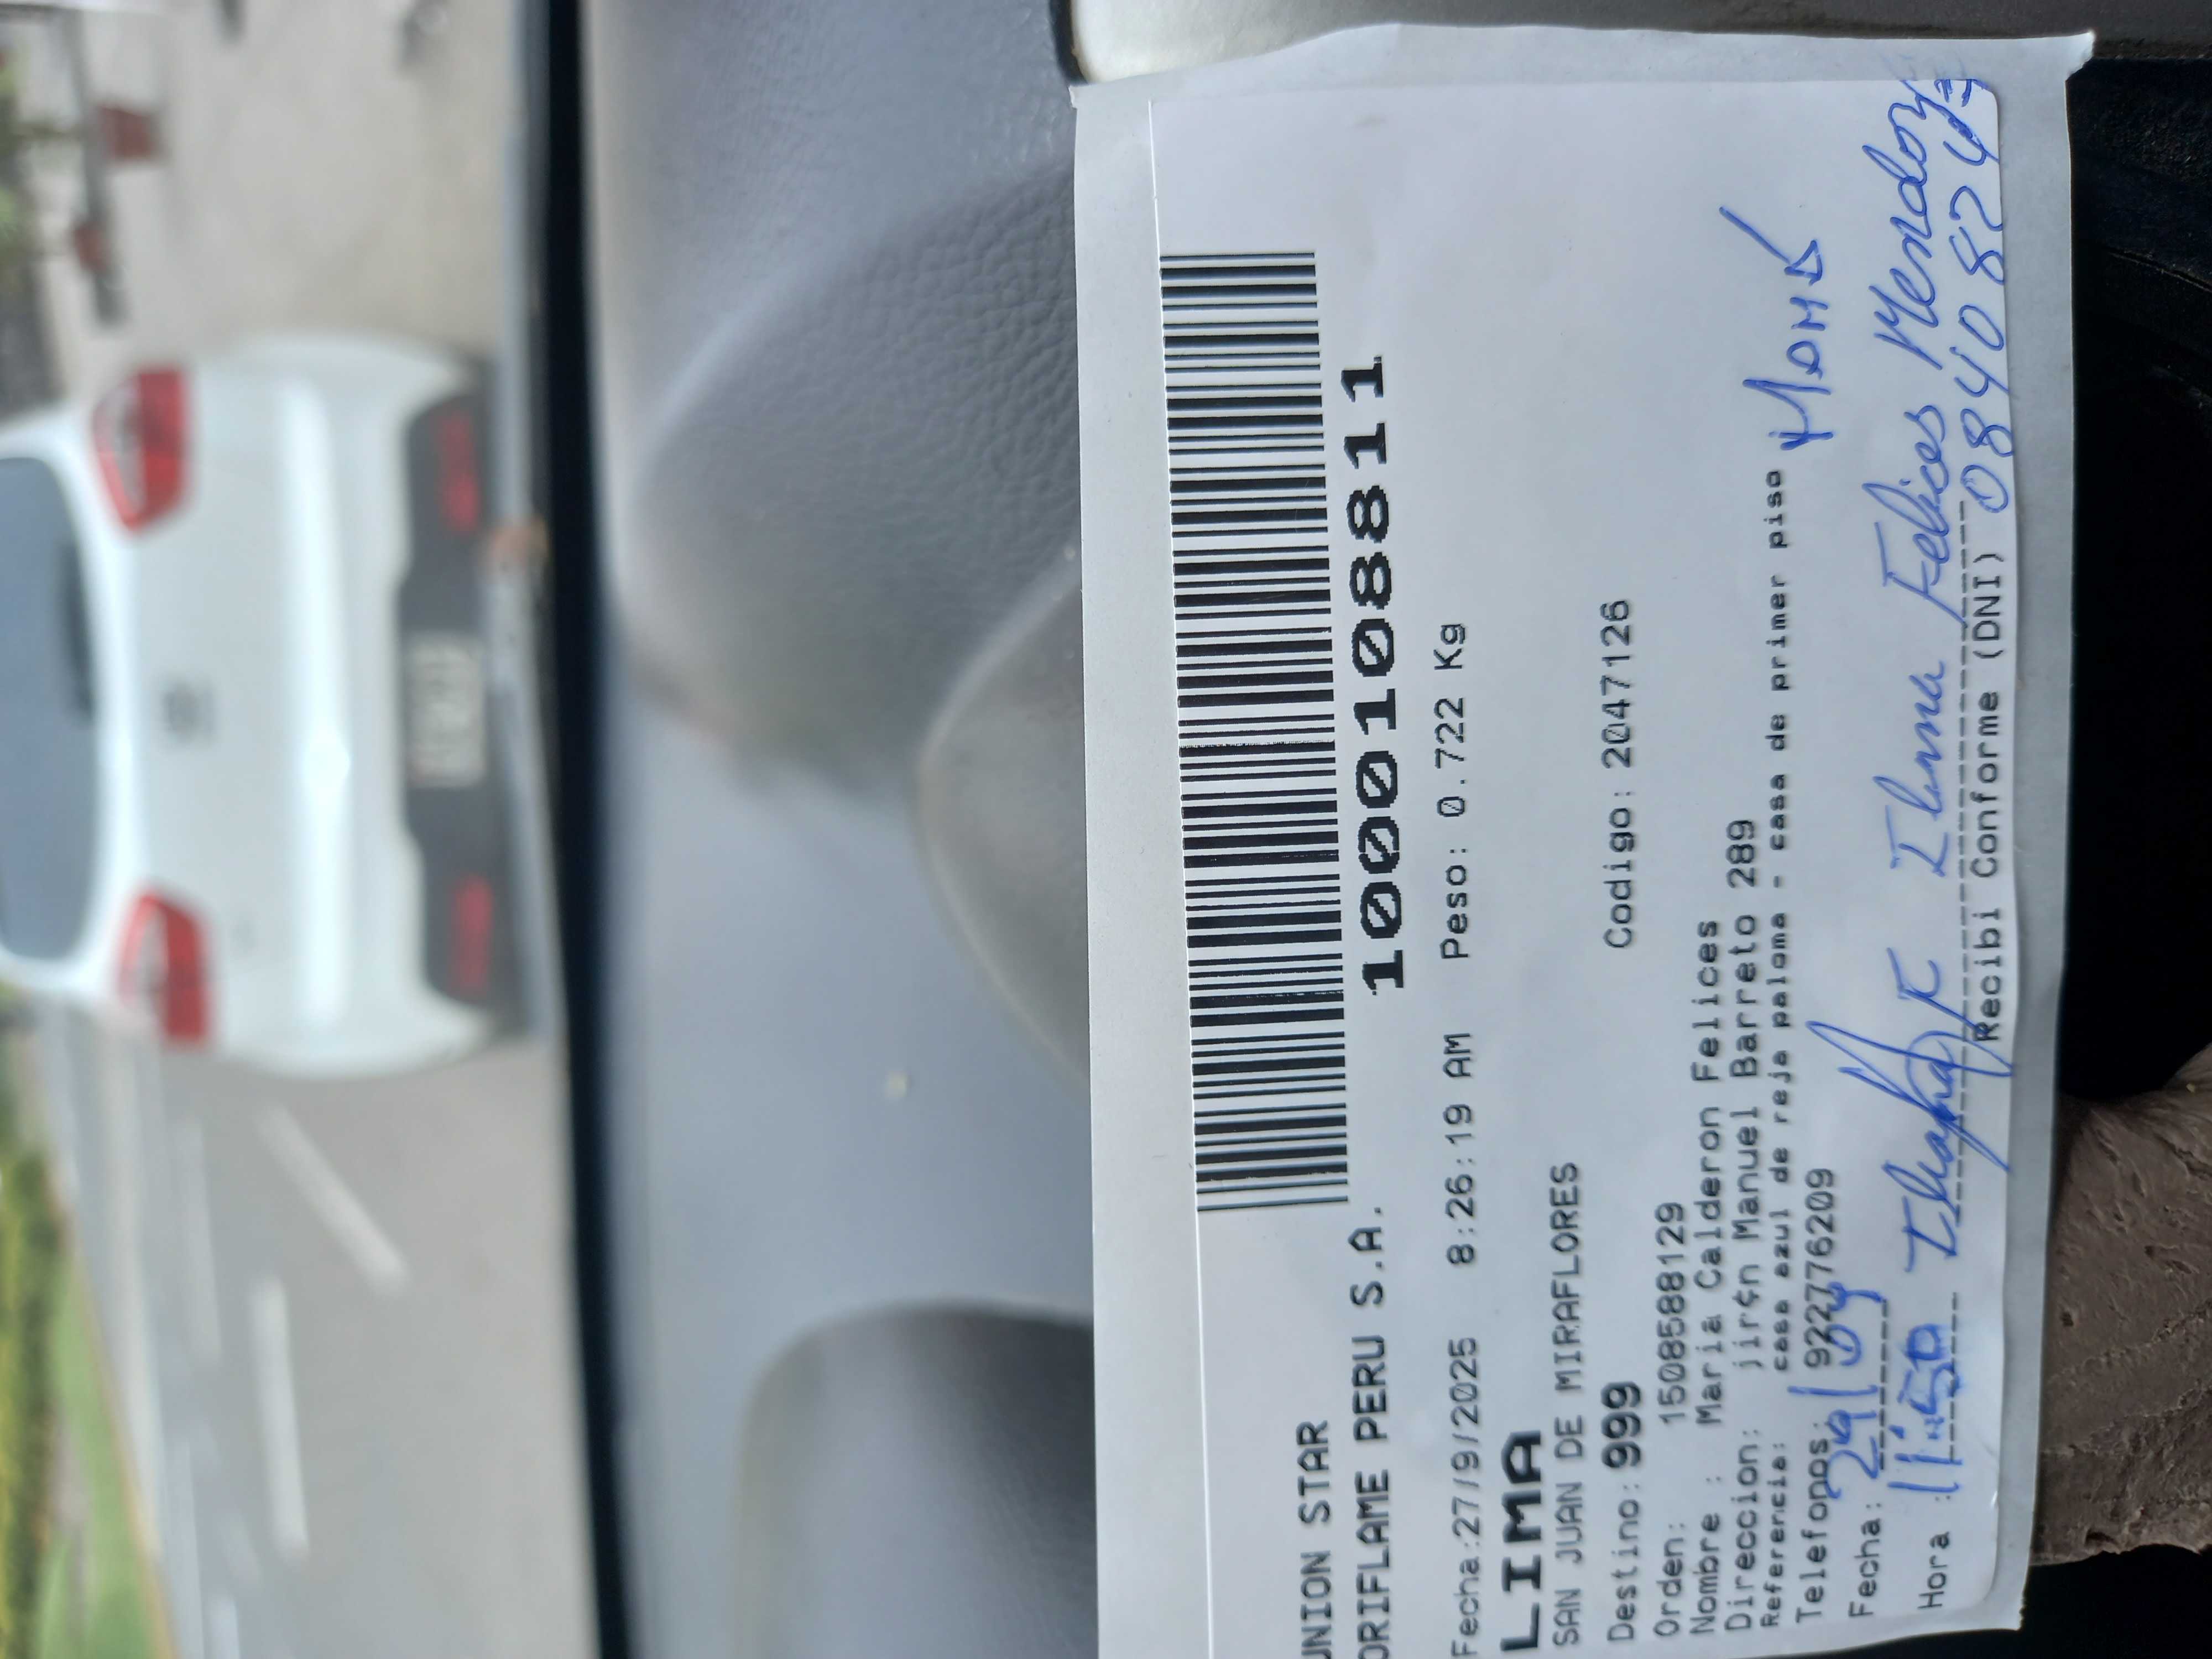 UNION STAR
ORIFLAME PERU S.A. 1000108811
Fecha:27/9/2025 8:26:19 AM Peso: 0.722 Kg
LIMA
SAN JUAN DE MIRAFLORES
Destino: 999 Codigo: 2047126
Orden: 1508588129
Nombre : Maria Calderon Felices
Direccion: jir¢n Manuel Barreto 289
Referencia: casa azul de reja paloma - casa de primer piso
Telefonos: 922776209
Fecha: 29/09
Hora : 11:50 Felices Mendoza
Recibi Conforme (DNI) 08408247